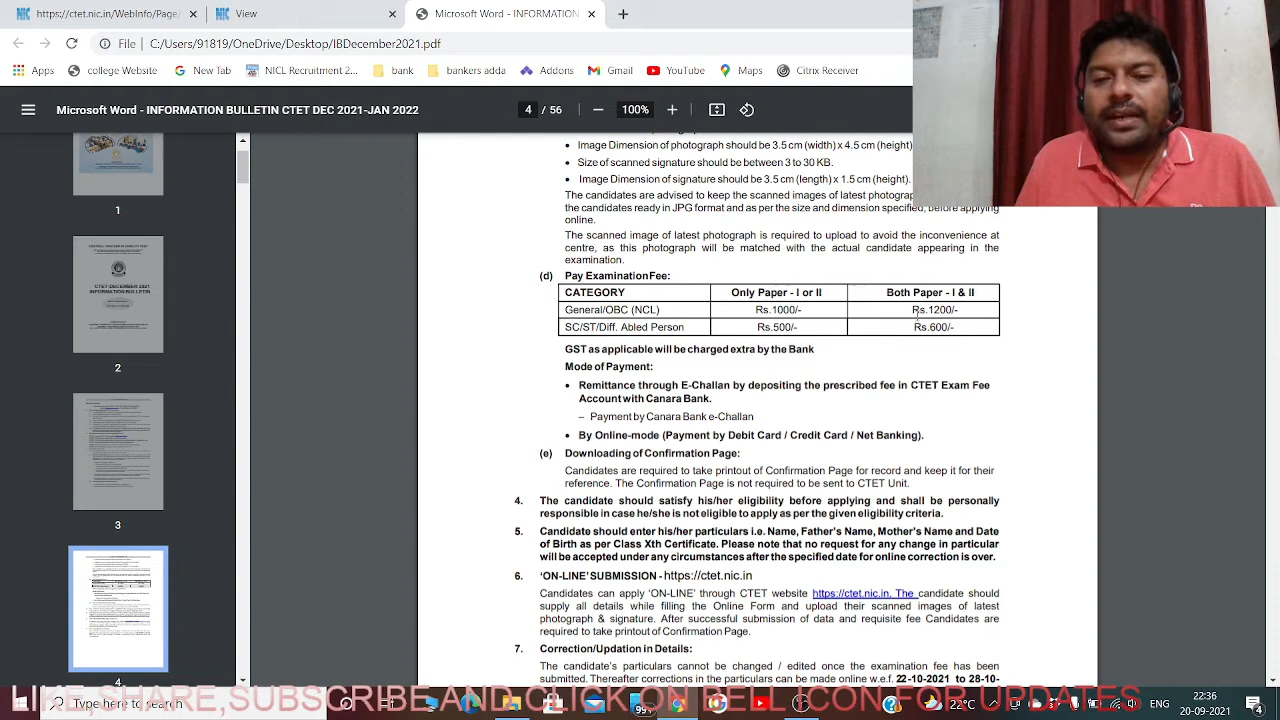 https://ctet.nic.in/WebInfo/Page/
View
Microsoft Word - INFORMATION
File
C:/Users/9193/OneDrive/Desktop/IBDecember2021.pdf
Apps
college Website
New Tab
NICL Recruitment 2...
bank
bankers adda
Addons
Gmail
YouTube
Maps
Citrix Receiver
Microsoft Word - INFORMATION BULLETIN CTET DEC 2021-JAN 2022
4 / 56
100%
• Image Dimension of photograph should be 3.5 cm (width) x 4.5 cm (height)
• Size of scanned signature should be between 3 to 30 KB.
• Image Dimension of signature should be 3.5 cm (length) x 1.5 cm (height).
The candidates are advised to keep the scanned images of latest
the candidates ready in JPG format and as per the size and dimension specified, before applying
online.
The scanned image of latest photograph is required to upload to avoid the inconvenience at
centre, as this photograph will be matched with the actual candidate appearing in the
examination.
(d) Pay Examination Fee:
CATEGORY Only Paper - I or II Both Paper - I & II
General/OBC (NCL) Rs.1000/- Rs.1200/-
SC/ST/Diff. Abled Person Rs.500/- Rs.600/-
GST as applicable will be charged extra by the Bank
Mode of Payment:
• Remittance through E-Challan by depositing the prescribed fee in CTET Exam Fee
Account with Canara Bank.
– Payment by Canara Bank e-Challan
• By Online-mode (Payment by Debit Card / Credit Card / Net Banking).
(e) Downloading of Confirmation Page:
Candidates are required to take printout of Confirmation Page for record and keep it for their
reference. The Confirmation Page is not required to be sent to CTET Unit.
4. The candidate should satisfy his/her eligibility before applying and shall be personally
responsible in case he/she is not eligible to apply as per the given eligibility criteria.
5. Candidate should enter his/her particulars i.e. Name, Father's Name, Mother's Name and Date
of Birth as per Class Xth Certificate. Please note that no request for any change in particular
will be accepted under any circumstances after the specified date for online correction is over.
6. 'ON-LINE' SUBMISSION - https://ctet.nic.in
Candidates can apply 'ON-LINE' through CTET website https://ctet.nic.in. The candidate should
supply all details while filling the Online Form and upload their scanned images of latest
photograph & signature. After successful submission of data and requisite fee Candidates are
required to take printout of Confirmation Page.
7. Correction/Updation in Details:
The candidate's particulars cannot be changed / edited once the examination fee has been
submitted. Thereafter corrections in the particulars can be made online w.e.f. 22-10-2021 to 28-10-
1
CTET DECEMBER 2021
INFORMATION BULLETIN
2
3
4
LIKE,SHARE,SUBSCRIBE AND CLICK ON BELL ICON FOR UPDATES
Type here to search
ENG
22:36
20-09-2021